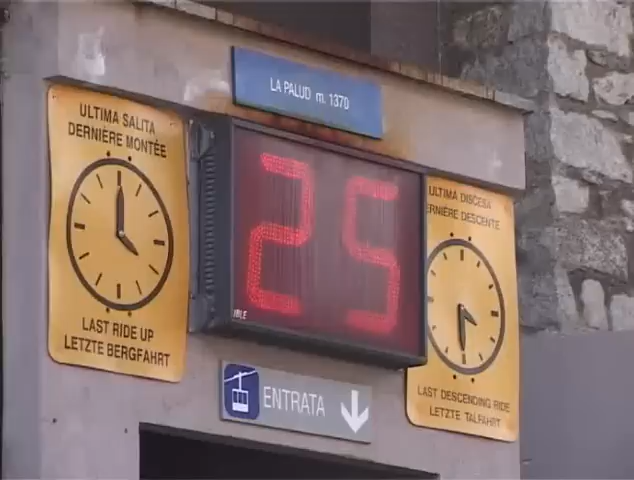 LA PALUD m. 1370
ULTIMA SALITA
DERNIÈRE MONTÉE
LAST RIDE UP
LETZTE BERGFAHRT
25
ULTIMA DISCESA
ERNIÈRE DESCENTE
LAST DESCENDING RIDE
LETZTE TALFAHRT
ENTRATA